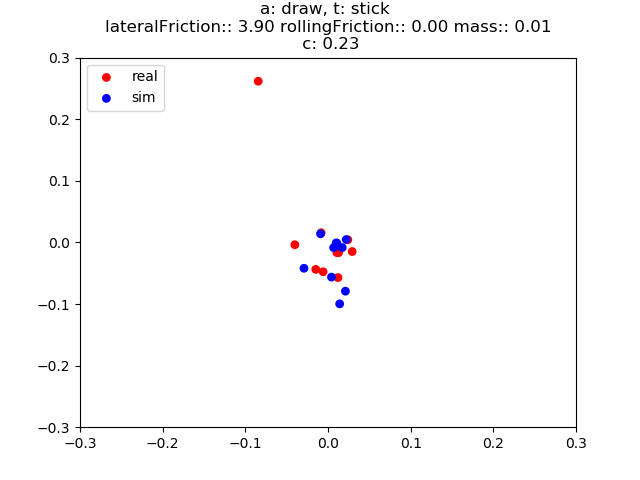 a: draw, t: stick
lateralFriction:: 3.90 rollingFriction:: 0.00 mass:: 0.01
c: 0.23
real
sim
0.3
0.2
0.1
0.0
−0.1
−0.2
−0.3
−0.3 −0.2 −0.1 0.0 0.1 0.2 0.3